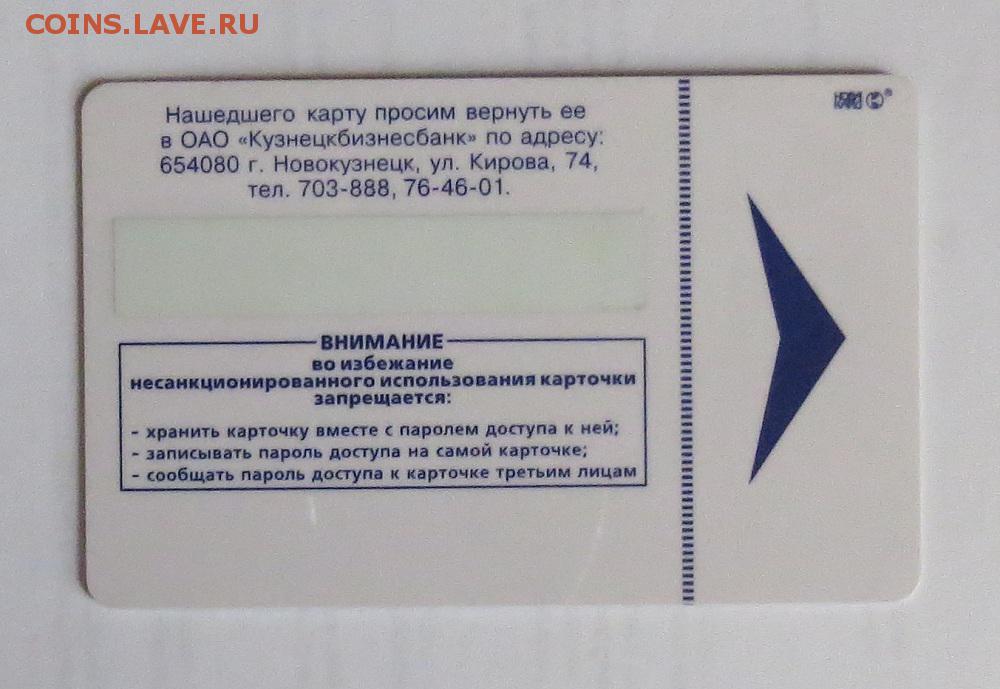 COINS.LAVE.RU
Нашедшего карту просим вернуть ее
в ОАО «Кузнецкбизнесбанк» по адресу:
654080 г. Новокузнецк, ул. Кирова, 74,
тел. 703-888, 76-46-01.
ВНИМАНИЕ
во избежание
несанкционированного использования карточки
запрещается:
- хранить карточку вместе с паролем доступа к ней;
- записывать пароль доступа на самой карточке;
- сообщать пароль доступа к карточке третьим лицам